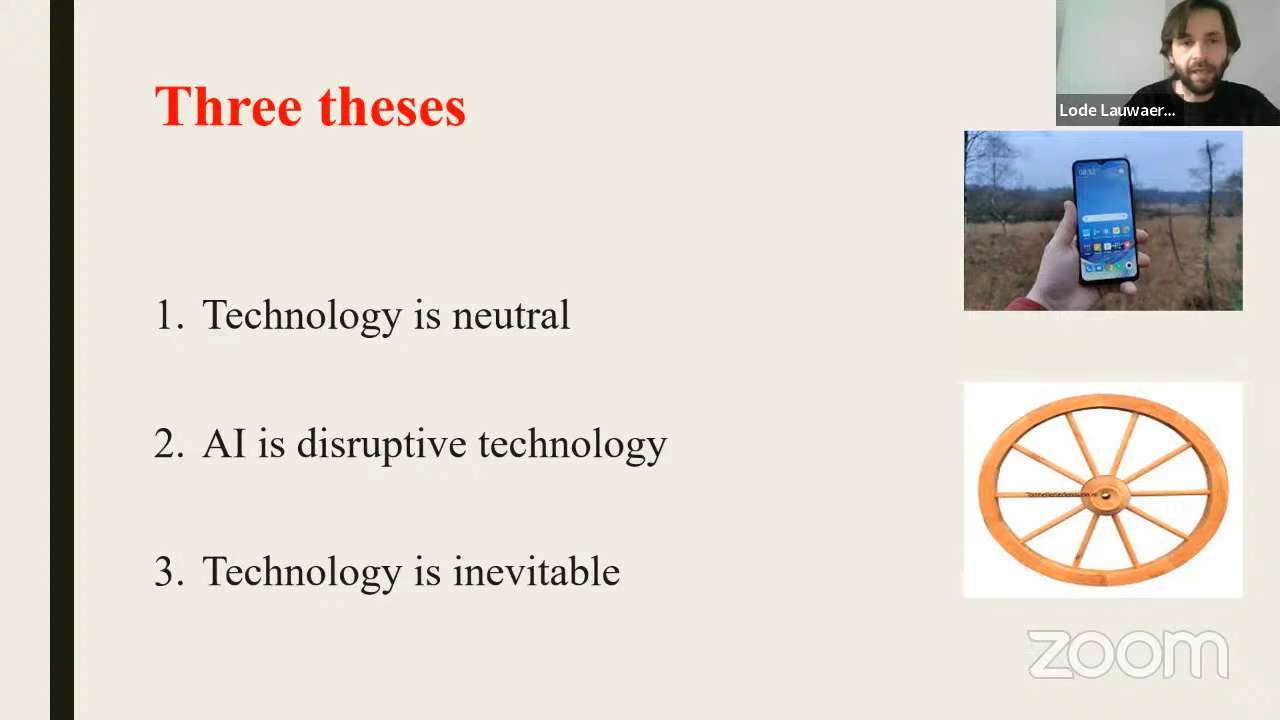 Three theses
Lode Lauwaer...
1. Technology is neutral
2. AI is disruptive technology
3. Technology is inevitable
zoom